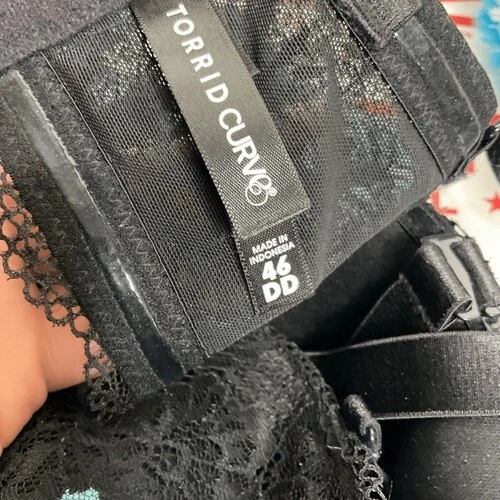 TORRID CURVE®
MADE IN
INDONESIA
46
DD